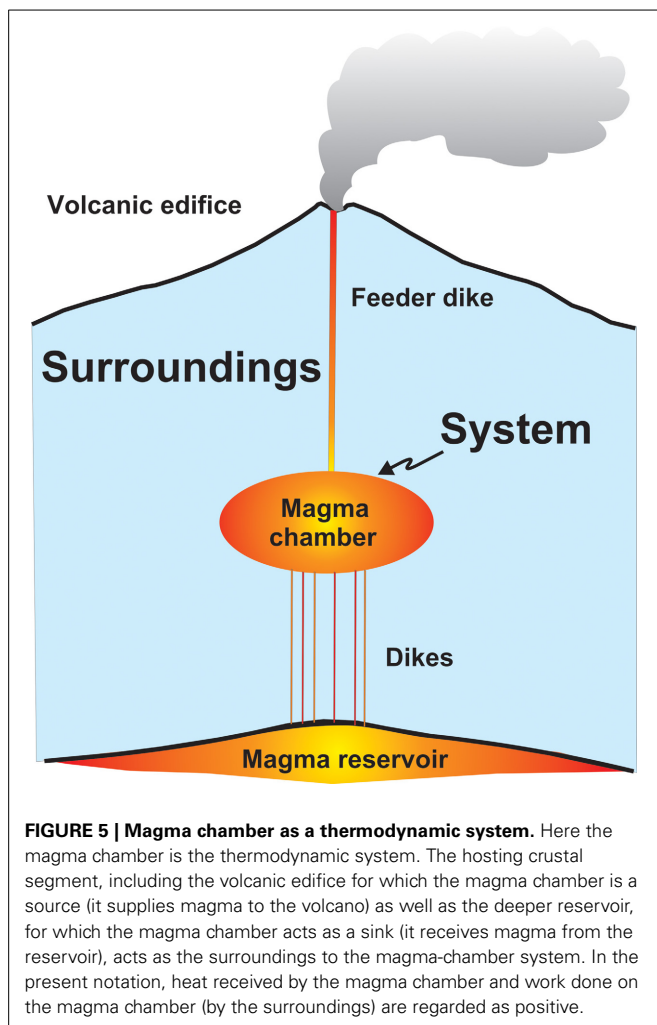 Volcanic edifice
Feeder dike
Surroundings
System
Magma
chamber
Dikes
Magma reservoir
FIGURE 5 | Magma chamber as a thermodynamic system. Here the
magma chamber is the thermodynamic system. The hosting crustal
segment, including the volcanic edifice for which the magma chamber is a
source (it supplies magma to the volcano) as well as the deeper reservoir,
for which the magma chamber acts as a sink (it receives magma from the
reservoir), acts as the surroundings to the magma-chamber system. In the
present notation, heat received by the magma chamber and work done on
the magma chamber (by the surroundings) are regarded as positive.